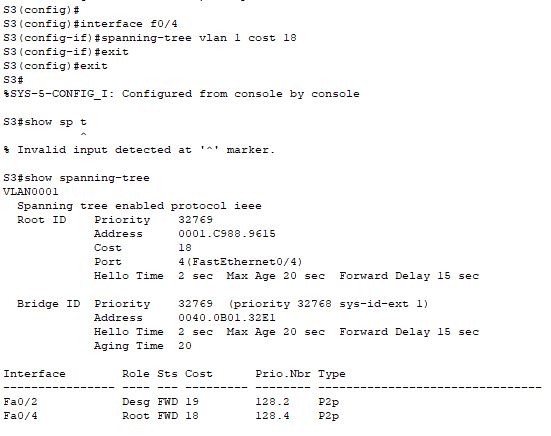 S3(config)#
S3(config)#interface f0/4
S3(config-if)#spanning-tree vlan 1 cost 18
S3(config-if)#exit
S3(config)#exit
S3#
%SYS-5-CONFIG_I: Configured from console by console
S3#show sp t
^
% Invalid input detected at '^' marker.
S3#show spanning-tree
VLAN0001
Spanning tree enabled protocol ieee
Root ID Priority 32769
Address 0001.C988.9615
Cost 18
Port 4(FastEthernet0/4)
Hello Time 2 sec Max Age 20 sec Forward Delay 15 sec
Bridge ID Priority 32769 (priority 32768 sys-id-ext 1)
Address 0040.0B01.32E1
Hello Time 2 sec Max Age 20 sec Forward Delay 15 sec
Aging Time 20
Interface Role Sts Cost Prio.Nbr Type
---------------- ---- --- --------- -------- --------------------------------
Fa0/2 Desg FWD 19 128.2 P2p
Fa0/4 Root FWD 18 128.4 P2p